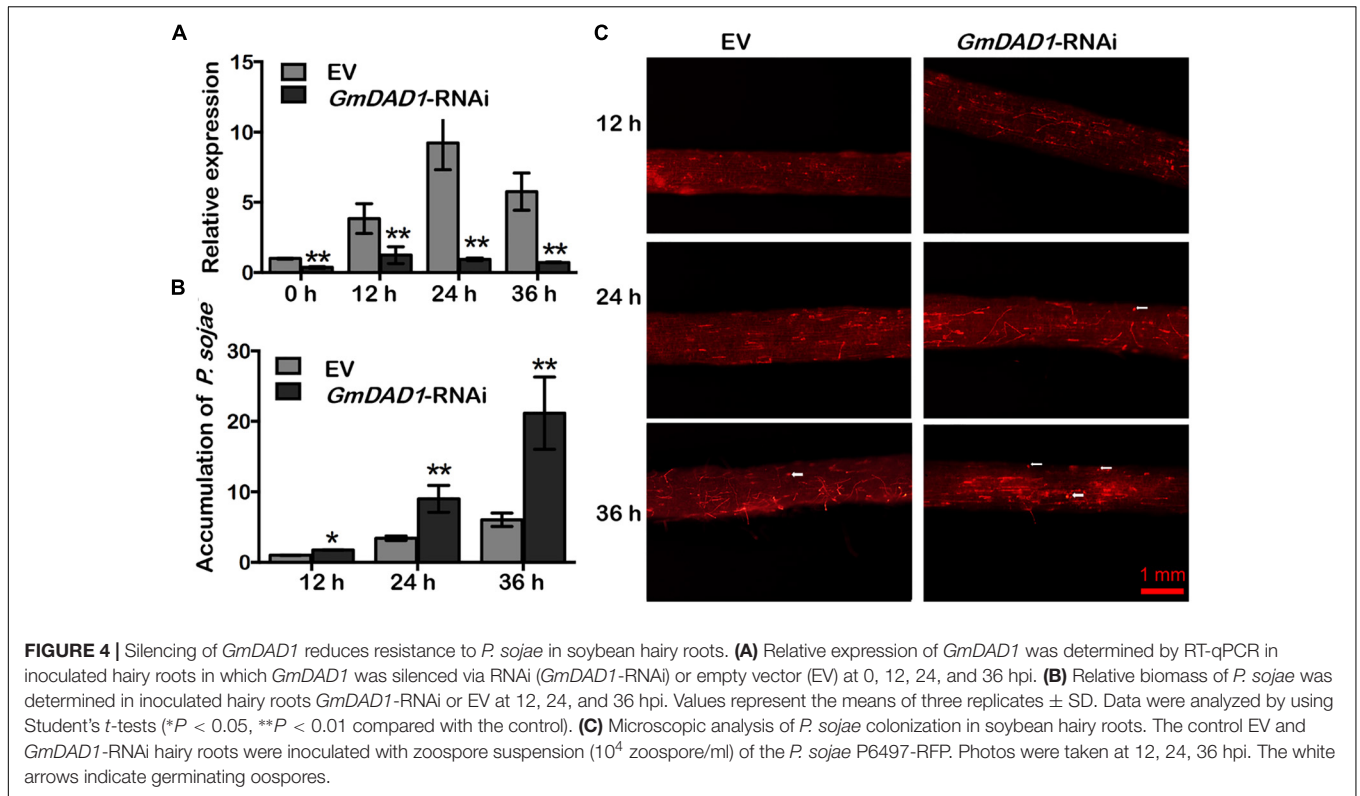 A
15
10
5
0
Relative expression
EV
GmDAD1-RNAi
**
**
**
**
0 h
12 h
24 h
36 h
B
30
20
10
0
Accumulation of P. sojae
EV
GmDAD1-RNAi
*
**
**
12 h
24 h
36 h
C
EV
GmDAD1-RNAi
12 h
24 h
36 h
1 mm
FIGURE 4 | Silencing of GmDAD1 reduces resistance to P. sojae in soybean hairy roots. (A) Relative expression of GmDAD1 was determined by RT-qPCR in
inoculated hairy roots in which GmDAD1 was silenced via RNAi (GmDAD1-RNAi) or empty vector (EV) at 0, 12, 24, and 36 hpi. (B) Relative biomass of P. sojae was
determined in inoculated hairy roots GmDAD1-RNAi or EV at 12, 24, and 36 hpi. Values represent the means of three replicates ± SD. Data were analyzed by using
Student's t-tests (*P < 0.05, **P < 0.01 compared with the control). (C) Microscopic analysis of P. sojae colonization in soybean hairy roots. The control EV and
GmDAD1-RNAi hairy roots were inoculated with zoospore suspension (10⁴ zoospore/ml) of the P. sojae P6497-RFP. Photos were taken at 12, 24, 36 hpi. The white
arrows indicate germinating oospores.